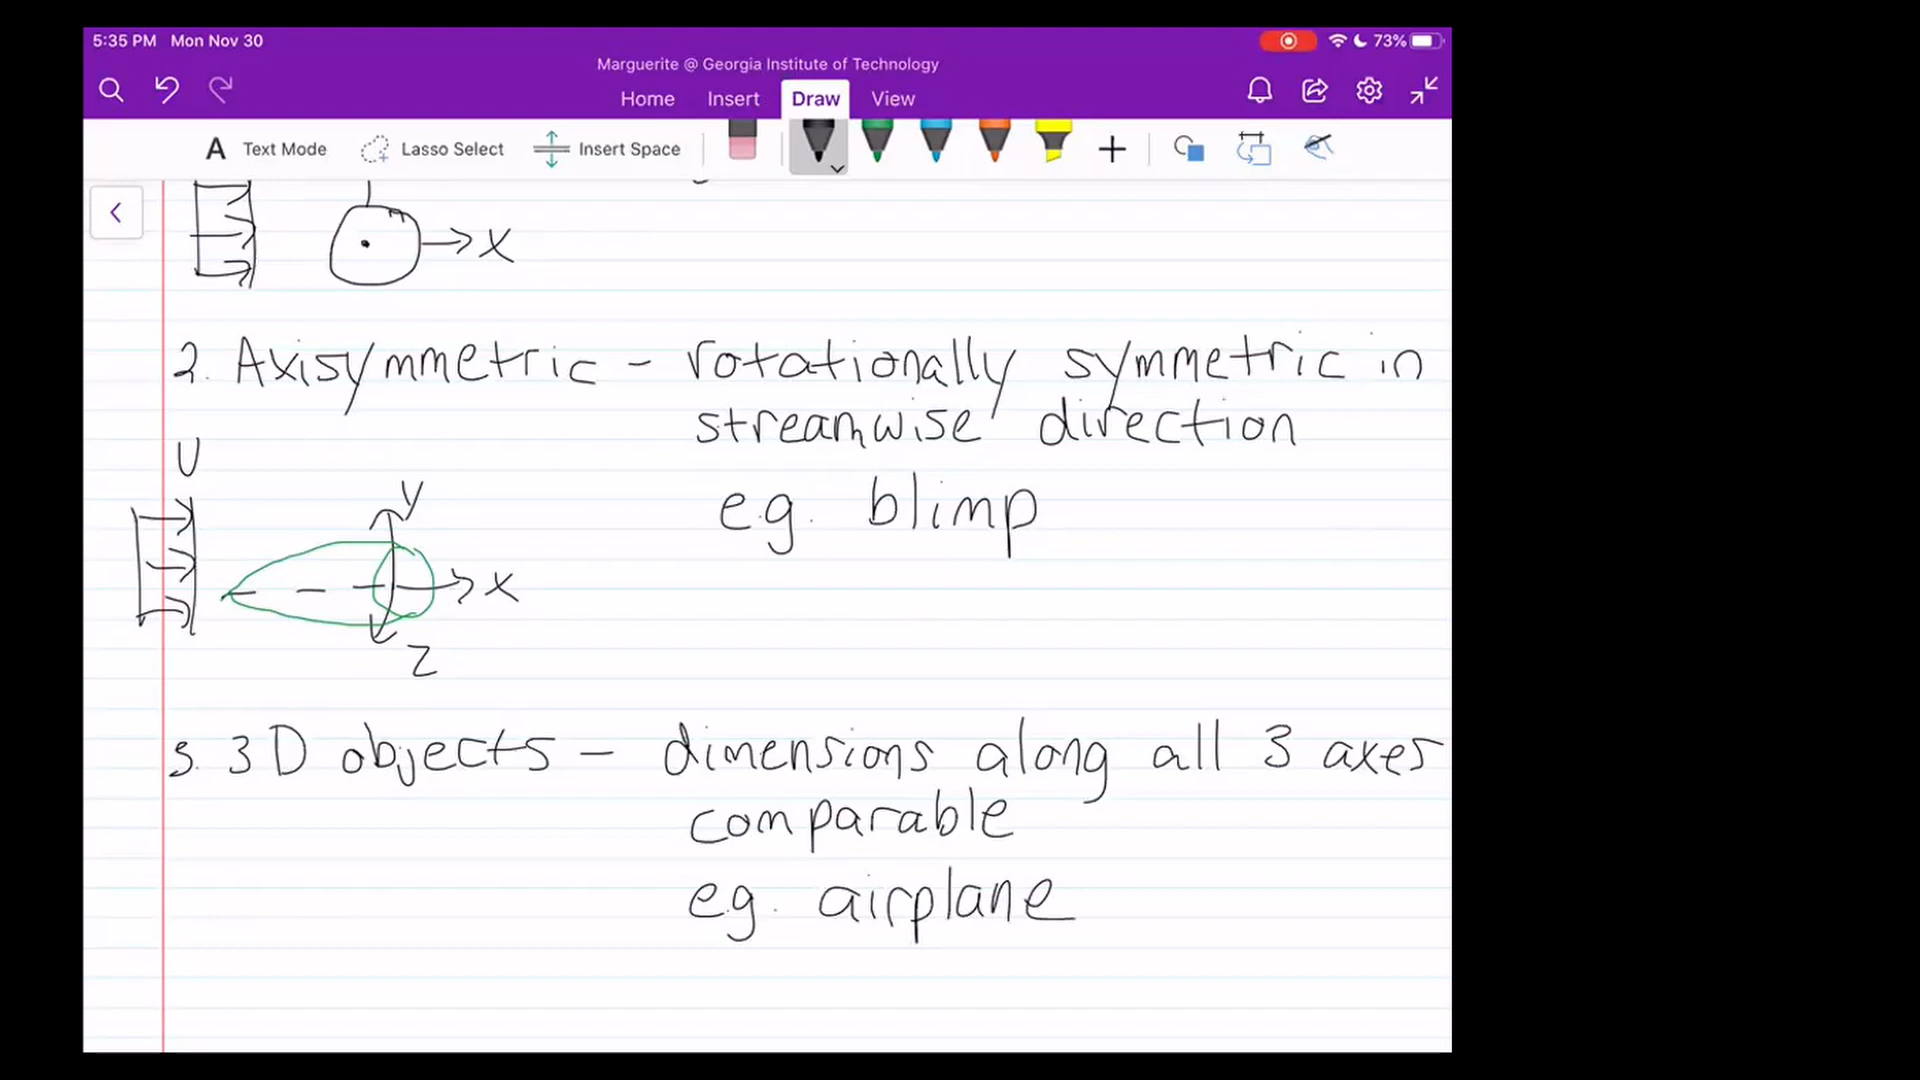 5:35 PM Mon Nov 30 73%
Marguerite @ Georgia Institute of Technology
Home Insert Draw View
A Text Mode Lasso Select Insert Space
X
2. Axisymmetric - rotationally symmetric in
streamwise direction
U
e.g. blimp
y
X
Z
3. 3D objects - dimensions along all 3 axes
comparable
eg. airplane